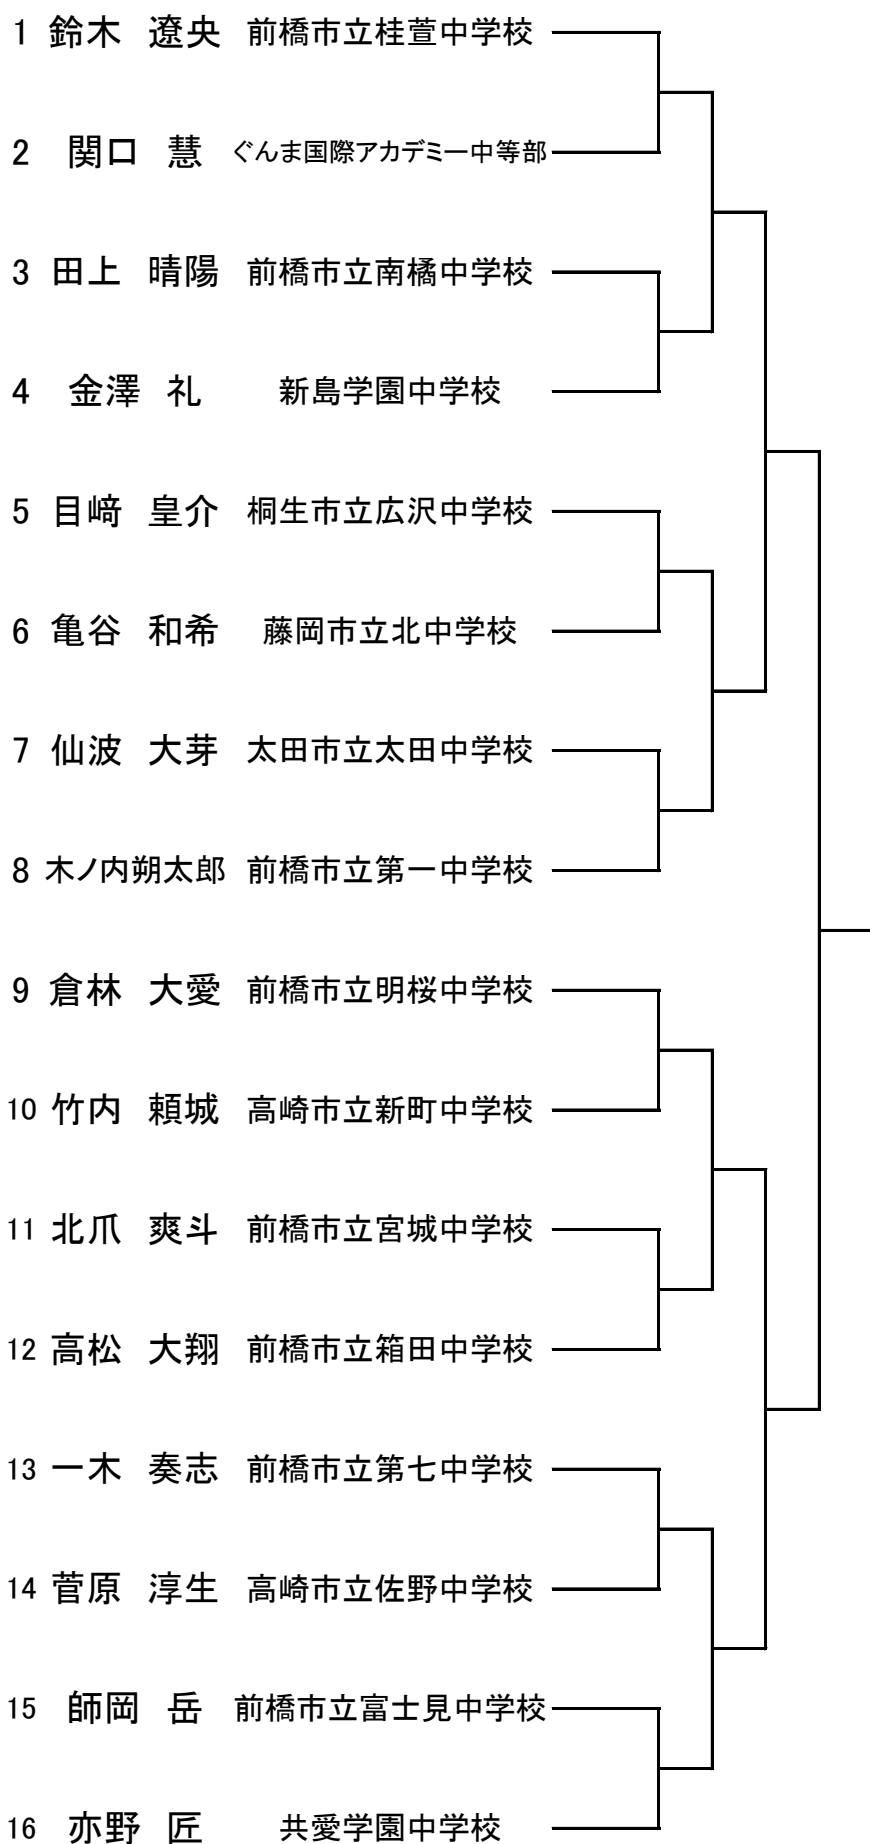 1 鈴木 遼央 前橋市立桂萱中学校
2 関口 慧 ぐんま国際アカデミー中等部
3 田上 晴陽 前橋市立南橘中学校
4 金澤 礼 新島学園中学校
5 目﨑 皇介 桐生市立広沢中学校
6 亀谷 和希 藤岡市立北中学校
7 仙波 大芽 太田市立太田中学校
8 木ノ内朔太郎 前橋市立第一中学校
9 倉林 大愛 前橋市立明桜中学校
10 竹内 頼城 高崎市立新町中学校
11 北爪 爽斗 前橋市立宮城中学校
12 高松 大翔 前橋市立箱田中学校
13 一木 奏志 前橋市立第七中学校
14 菅原 淳生 高崎市立佐野中学校
15 師岡 岳 前橋市立富士見中学校
16 亦野 匠 共愛学園中学校